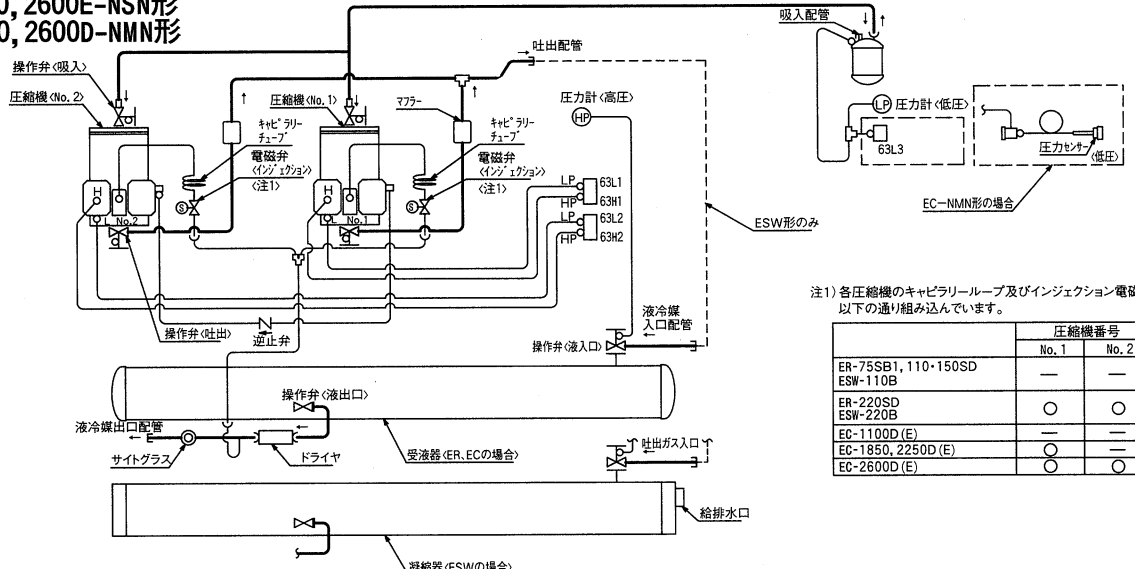 0, 2600E-NSN形
0, 2600D-NMN形
操作弁〈吸入〉
圧縮機〈No. 2〉
圧縮機〈No. 1〉
キャピラリー
チューブ
電磁弁
〈インジェクション〉
〈注1〉
マフラー
キャピラリー
チューブ
電磁弁
〈インジェクション〉
〈注1〉
吐出配管
圧力計〈高圧〉
HP
吸入配管
LP
圧力計〈低圧〉
63L3
圧力センサー
〈低圧〉
EC-NMN形の場合
H
L
No.2
S
H
L
No.1
S
LP
63L1
HP
63H1
LP
63L2
HP
63H2
ESW形のみ
操作弁〈吐出〉
逆止弁
液冷媒
入口配管
操作弁〈液入口〉
操作弁〈液出口〉
液冷媒出口配管
サイトグラス
ドライヤ
受液器〈ER、ECの場合〉
吐出ガス入口
給排水口
凝縮器〈ESWの場合〉
注1）各圧縮機のキャピラリーループ及びインジェクション電磁
以下の通り組み込んでいます。
圧縮機番号
No. 1 No. 2
ER-75SB1, 110・150SD
ESW-110B
— —
ER-220SD
ESW-220B
○ ○
EC-1100D(E) — —
EC-1850, 2250D(E) ○ —
EC-2600D(E) ○ ○